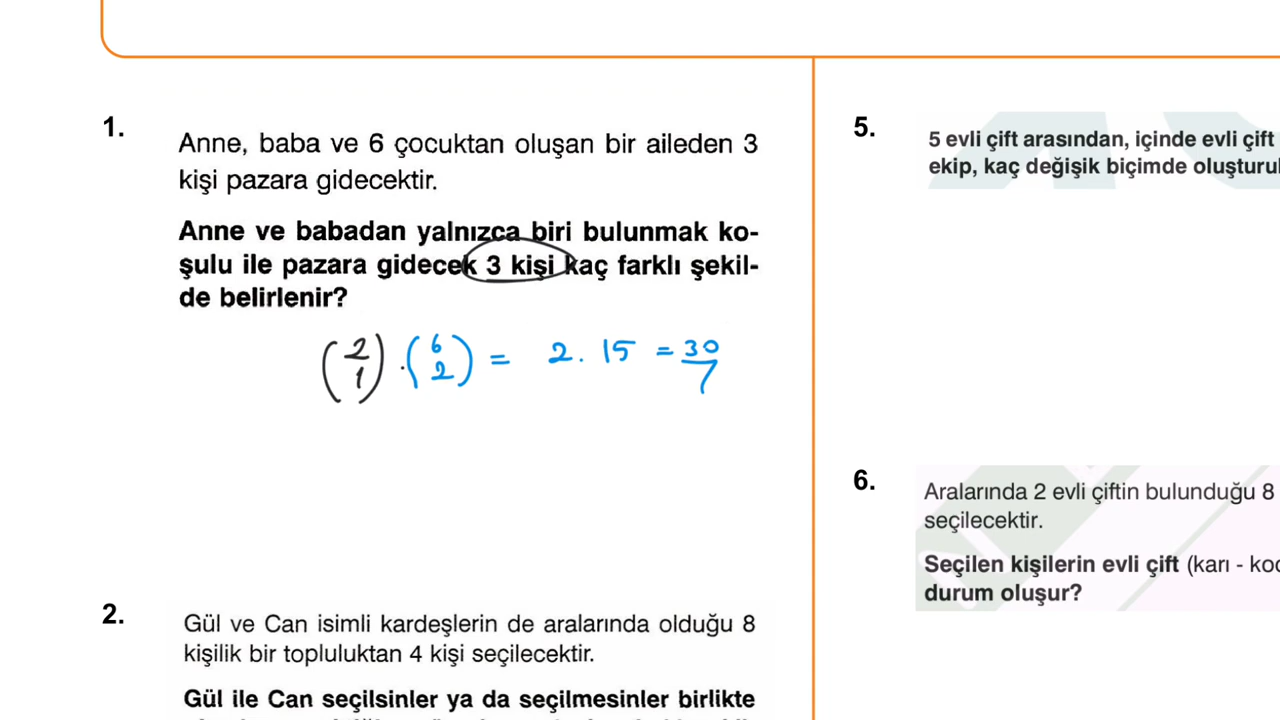 1.
Anne, baba ve 6 çocuktan oluşan bir aileden 3
kişi pazara gidecektir.
Anne ve babadan yalnızca biri bulunmak ko-
şulu ile pazara gidecek 3 kişi kaç farklı şekil-
de belirlenir?
(2 1) · (6 2) = 2 . 15 = 30
2.
Gül ve Can isimli kardeşlerin de aralarında olduğu 8
kişilik bir topluluktan 4 kişi seçilecektir.
Gül ile Can seçilsinler ya da seçilmesinler birlikte
5.
5 evli çift arasından, içinde evli çift
ekip, kaç değişik biçimde oluşturul
6.
Aralarında 2 evli çiftin bulunduğu 8
seçilecektir.
Seçilen kişilerin evli çift (karı - koc
durum oluşur?